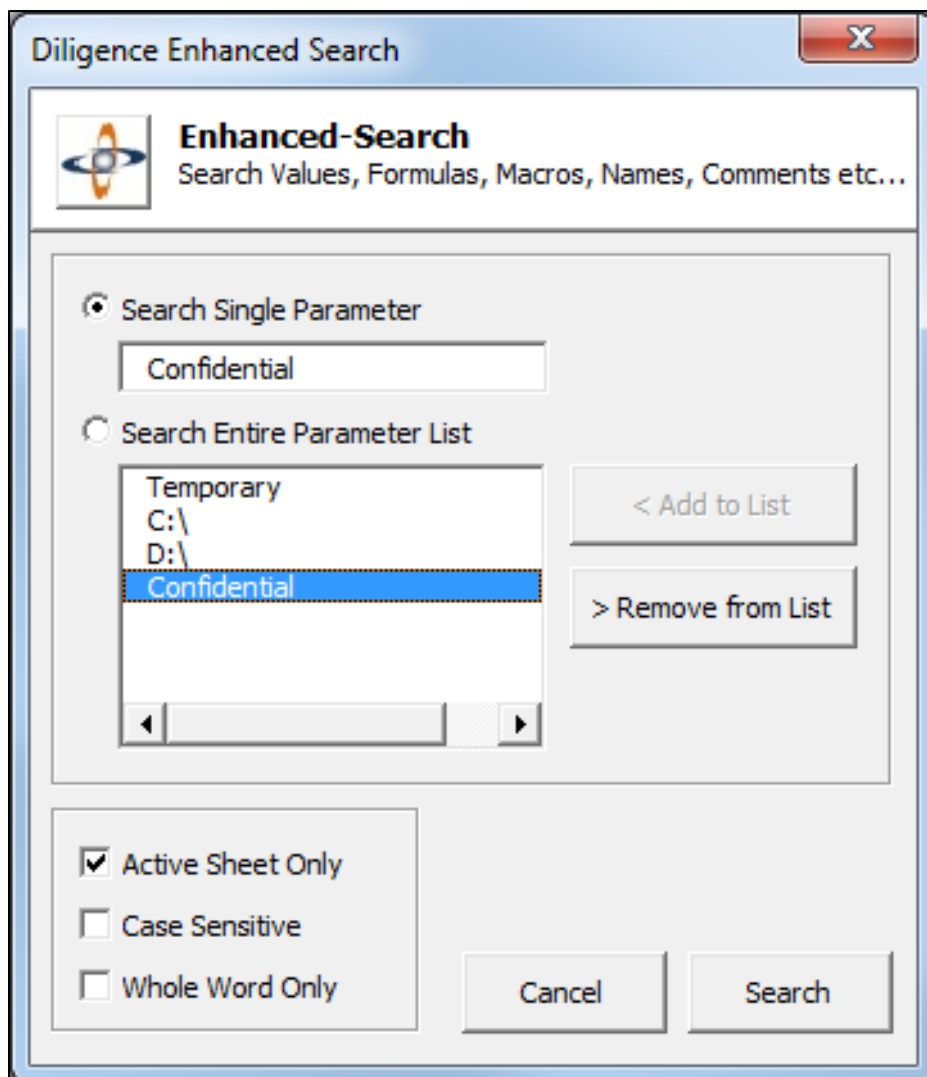 Diligence Enhanced Search
X
Enhanced-Search
Search Values, Formulas, Macros, Names, Comments etc...
Search Single Parameter
Confidential
Search Entire Parameter List
Temporary
C:\
D:\
Confidential
< Add to List
> Remove from List
Active Sheet Only
Case Sensitive
Whole Word Only
Cancel
Search